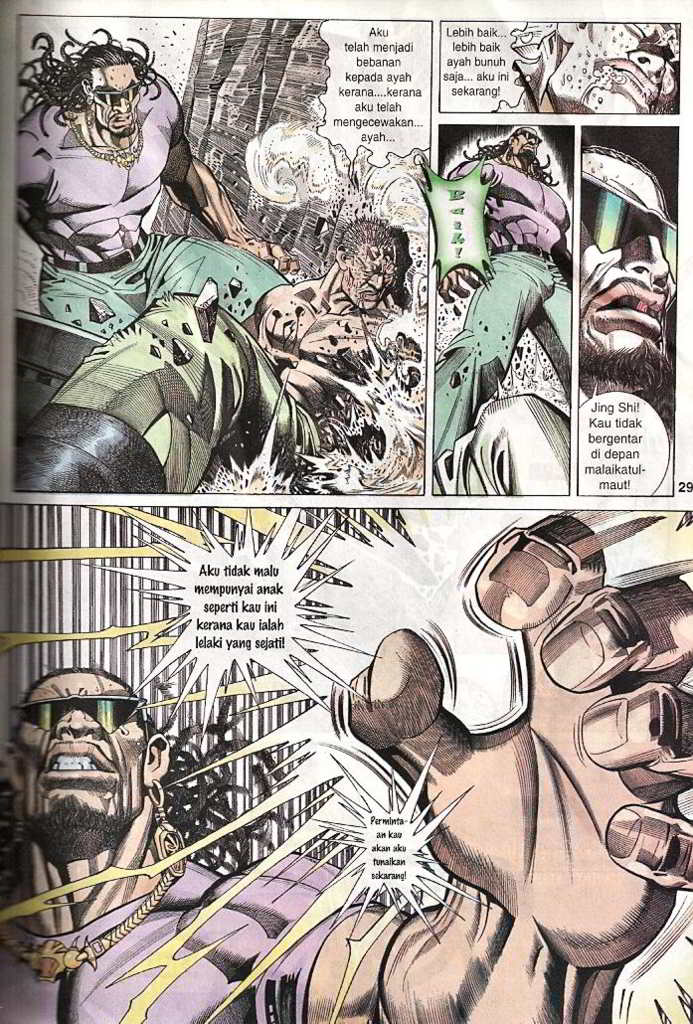 Aku
telah menjadi
bebanan
kepada ayah
kerana....kerana
aku telah
mengecewakan...
ayah...
Lebih baik...
lebih baik
ayah bunuh
saja... aku ini
sekarang!
Baik!
Jing Shi!
Kau tidak
bergentar
di depan
malaikatul-
maut!
29
Aku tidak malu
mempunyai anak
seperti kau ini
kerana kau ialah
lelaki yang sejati!
Perminta-
an kau
akan aku
tunaikan
sekarang!